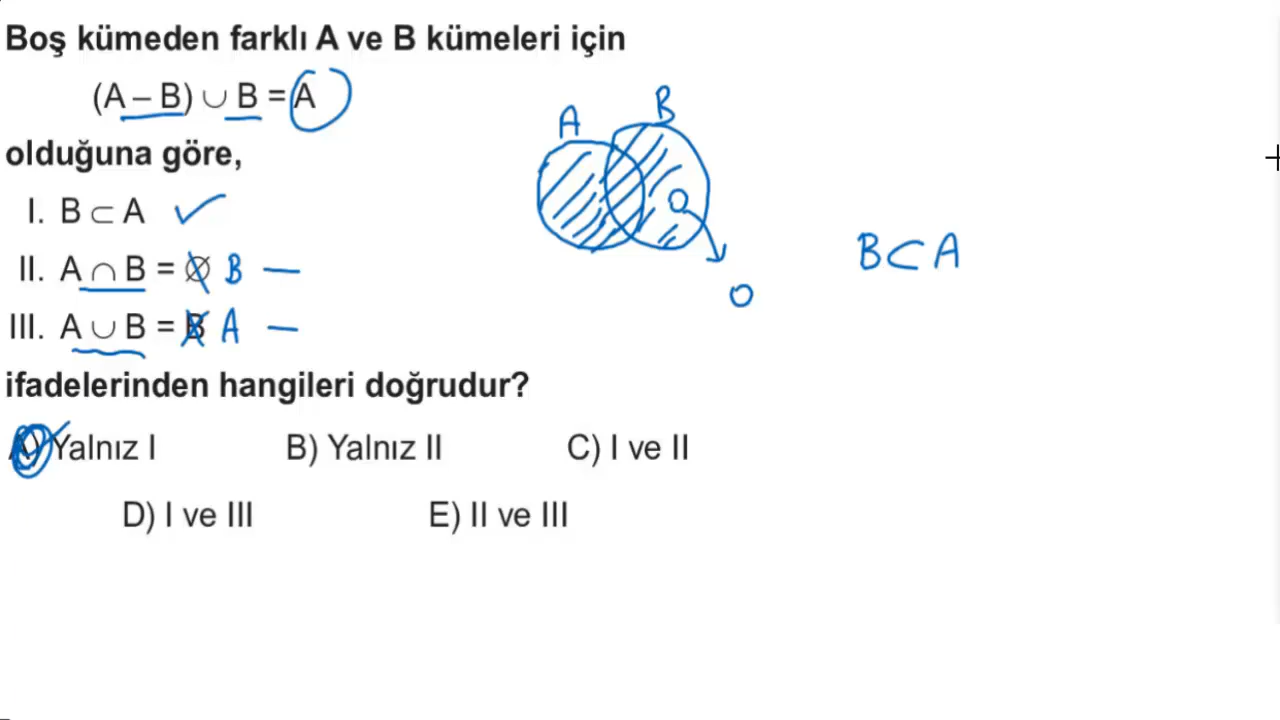 Boş kümeden farklı A ve B kümeleri için
(A – B) ∪ B = A
olduğuna göre,
I. B ⊂ A ✓
II. A ∩ B = ∅ B –
III. A ∪ B = B A –
ifadelerinden hangileri doğrudur?
A) Yalnız I B) Yalnız II C) I ve II
D) I ve III E) II ve III
A B
O
O
B ⊂ A